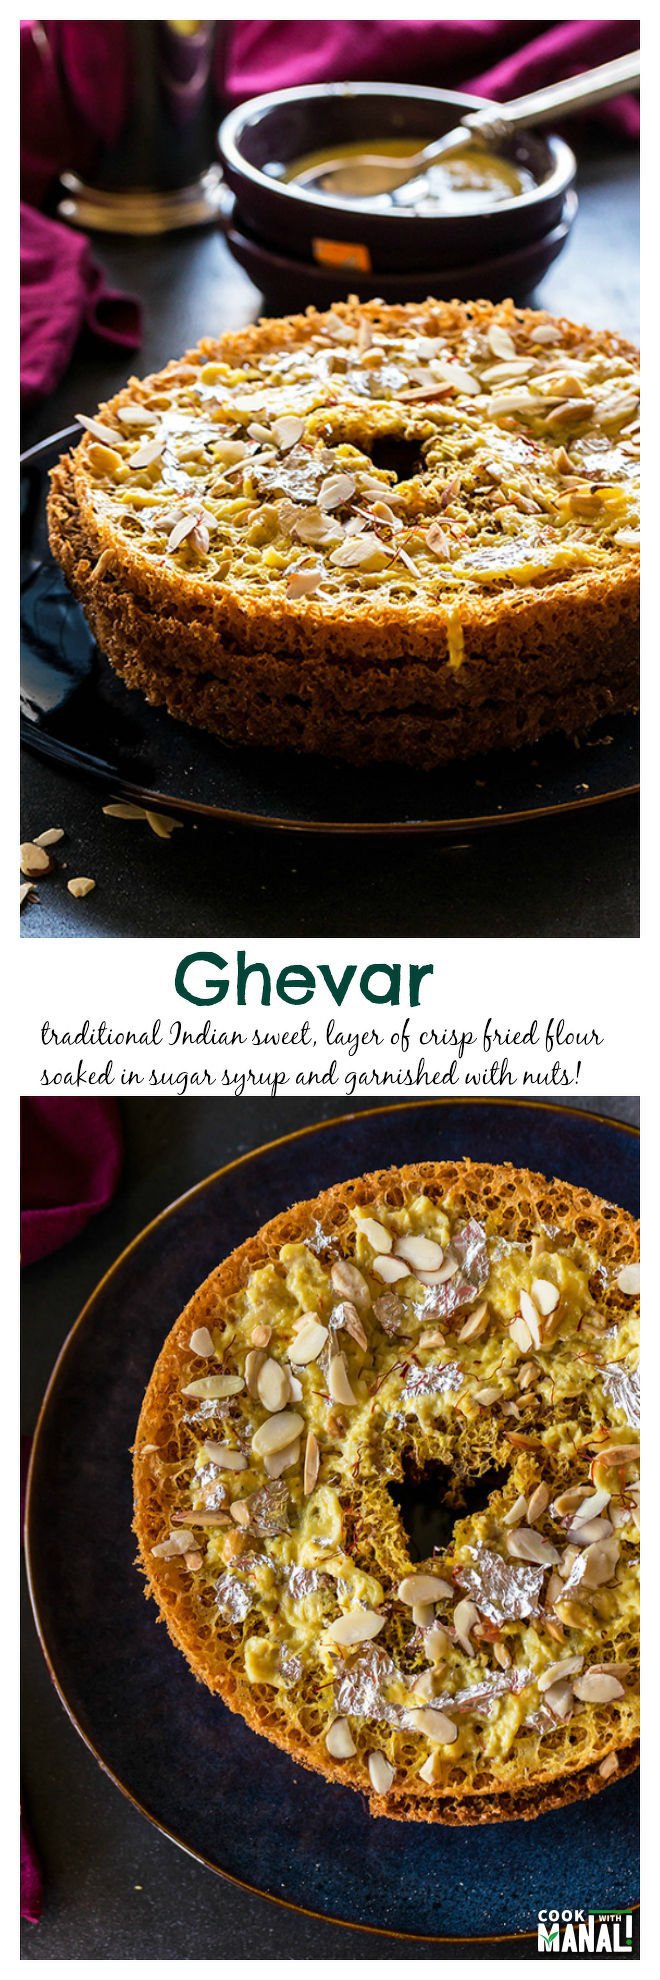 Ghevar
traditional Indian sweet, layer of crisp fried flour
soaked in sugar syrup and garnished with nuts!
COOK WITH
MANALI